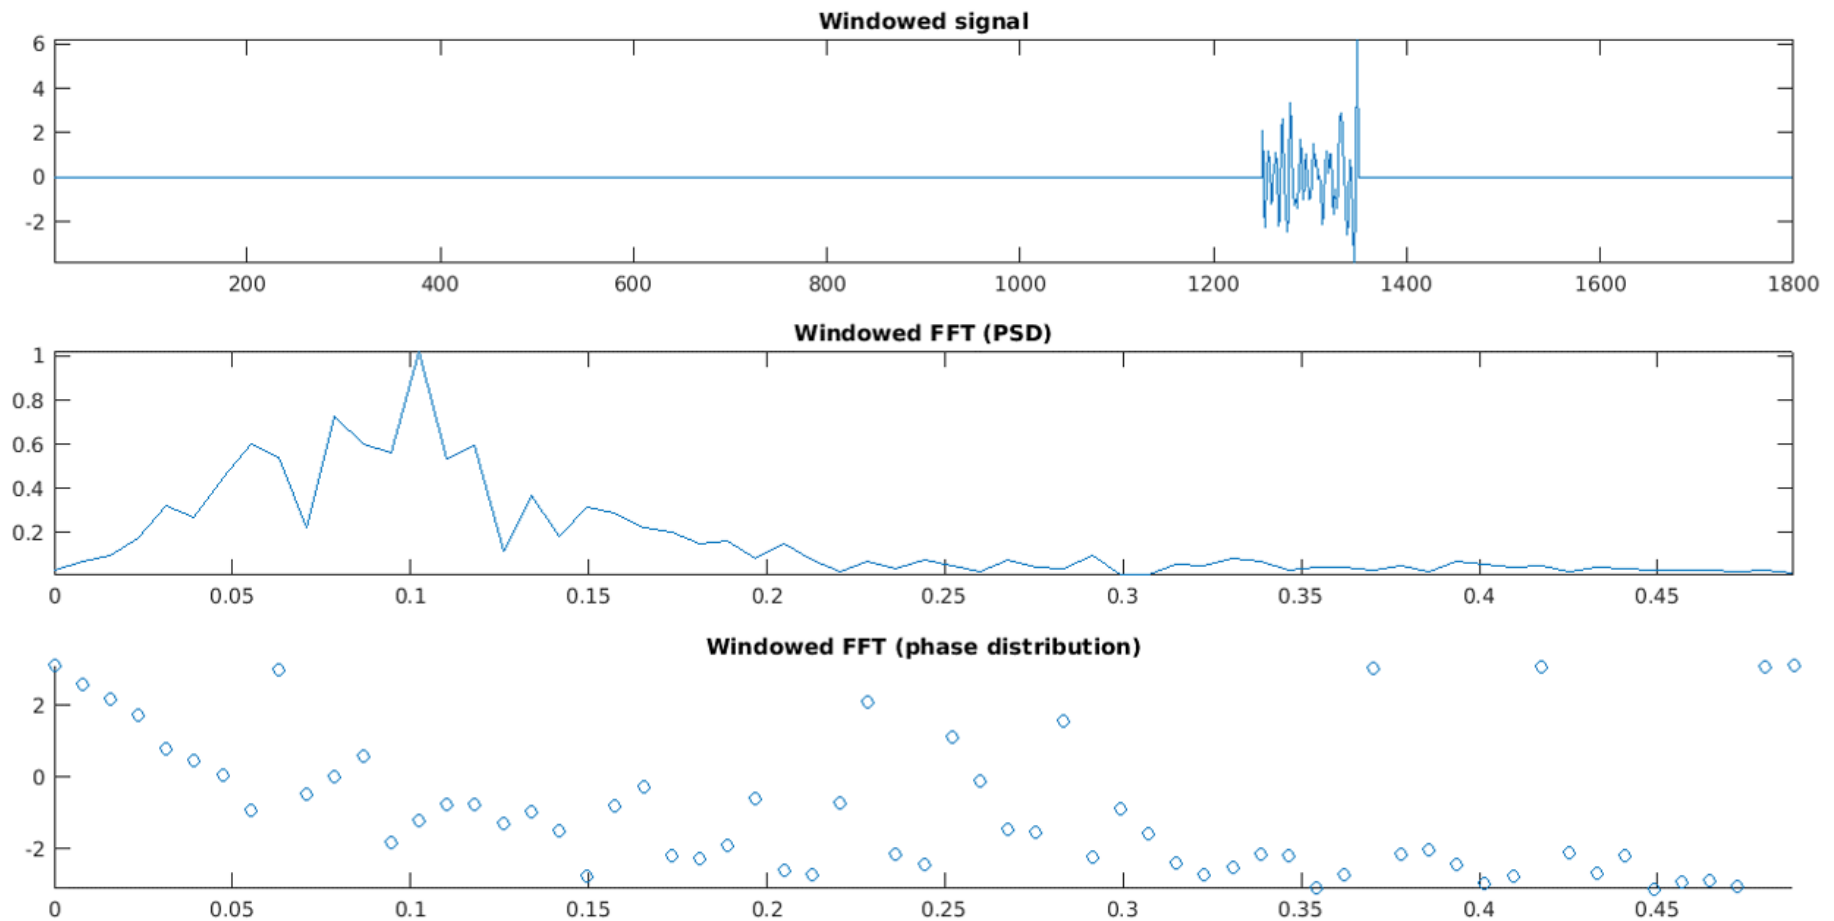 Windowed signal
6
4
2
0
-2
200 400 600 800 1000 1200 1400 1600 1800
Windowed FFT (PSD)
1
0.8
0.6
0.4
0.2
0 0.05 0.1 0.15 0.2 0.25 0.3 0.35 0.4 0.45
Windowed FFT (phase distribution)
2
0
-2
0 0.05 0.1 0.15 0.2 0.25 0.3 0.35 0.4 0.45